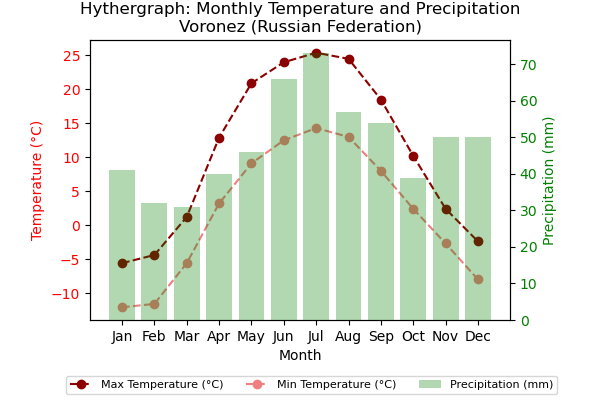 Hythergraph: Monthly Temperature and Precipitation
Voronez (Russian Federation)
25
20
15
10
5
0
−5
−10
Temperature (°C)
70
60
50
40
30
20
10
0
Precipitation (mm)
Jan Feb Mar Apr May Jun Jul Aug Sep Oct Nov Dec
Month
Max Temperature (°C) Min Temperature (°C) Precipitation (mm)